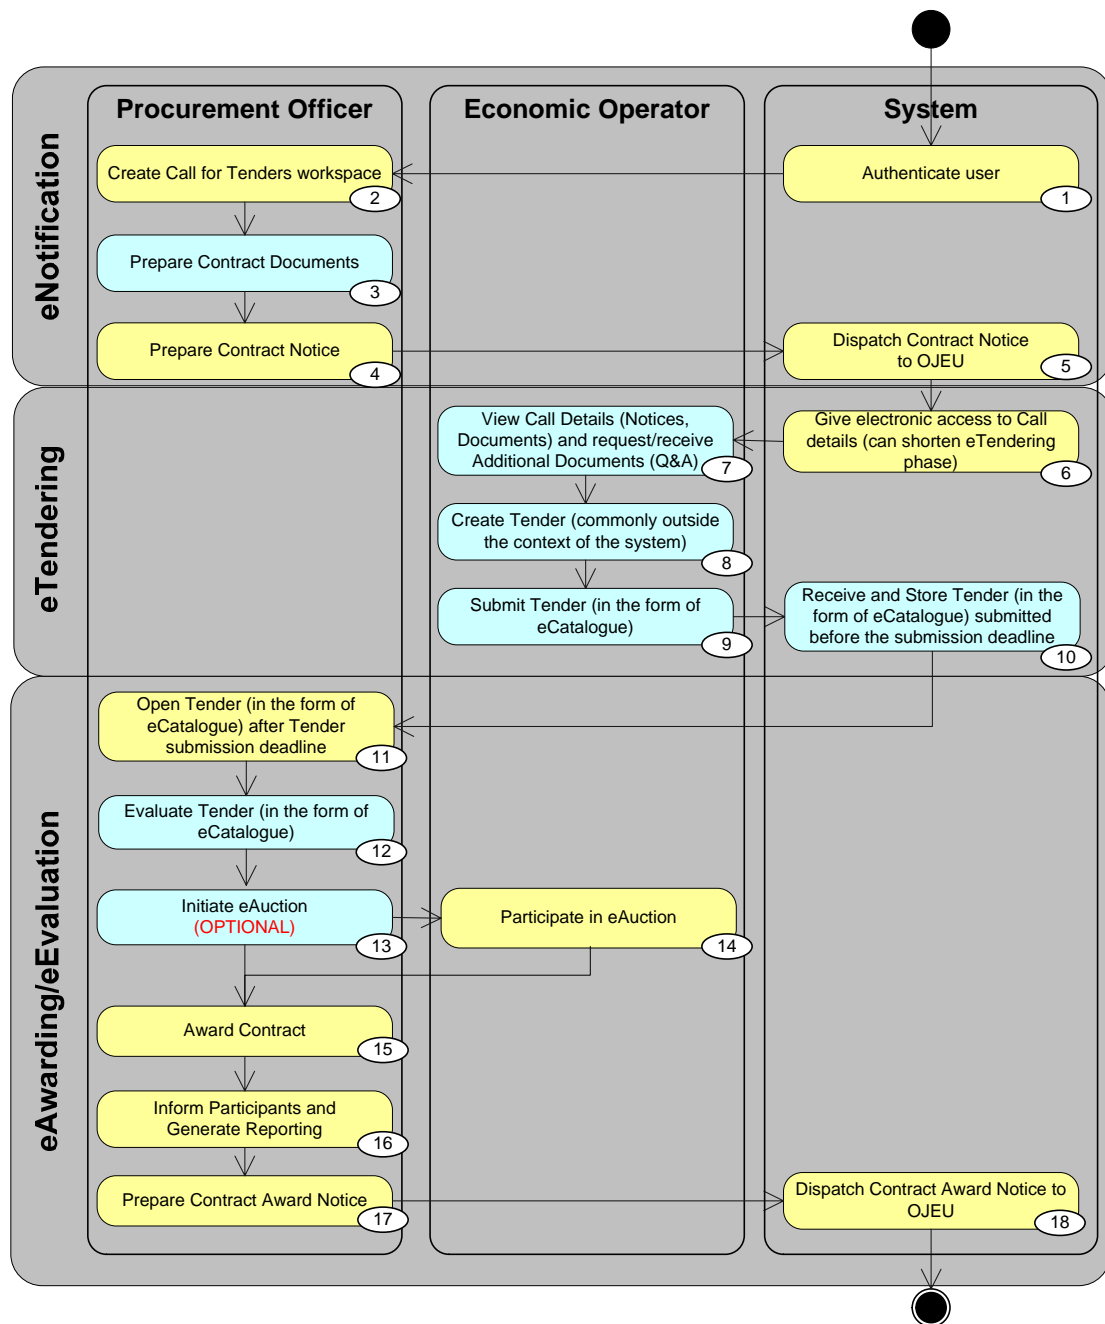 Procurement Officer
Economic Operator
System
eNotification
Create Call for Tenders workspace
2
Authenticate user
1
Prepare Contract Documents
3
Prepare Contract Notice
4
Dispatch Contract Notice
to OJEU
5
eTendering
View Call Details (Notices,
Documents) and request/receive
Additional Documents (Q&A)
7
Give electronic access to Call
details (can shorten eTendering
phase)
6
Create Tender (commonly outside
the context of the system)
8
Submit Tender (in the form of
eCatalogue)
9
Receive and Store Tender (in the
form of eCatalogue) submitted
before the submission deadline
10
eAwarding/eEvaluation
Open Tender (in the form of
eCatalogue) after Tender
submission deadline
11
Evaluate Tender (in the form of
eCatalogue)
12
Initiate eAuction
(OPTIONAL)
13
Participate in eAuction
14
Award Contract
15
Inform Participants and
Generate Reporting
16
Prepare Contract Award Notice
17
Dispatch Contract Award Notice to
OJEU
18